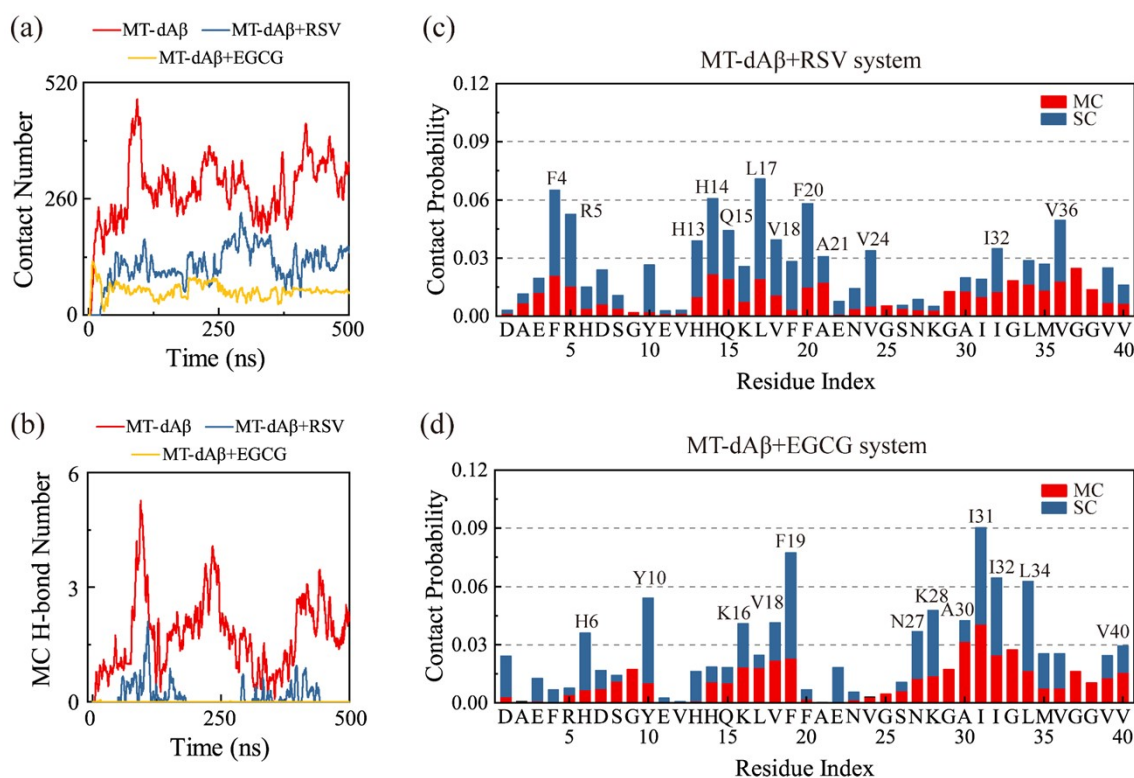 (a)
MT-dAβ MT-dAβ+RSV
MT-dAβ+EGCG
520
260
0
Contact Number
0 250 500
Time (ns)
(b)
MT-dAβ MT-dAβ+RSV
MT-dAβ+EGCG
6
3
0
MC H-bond Number
0 250 500
Time (ns)
(c)
MT-dAβ+RSV system
0.12
0.09
0.06
0.03
0.00
Contact Probability
MC
SC
F4 R5 H13 H14 Q15 L17 V18 F20 A21 V24 I32 V36
DAEFRHDSGYEVHHQKLVFFAENVGSNKGAIIGLMVGGVV
5 10 15 20 25 30 35 40
Residue Index
(d)
MT-dAβ+EGCG system
0.12
0.09
0.06
0.03
0.00
Contact Probability
MC
SC
H6 Y10 K16 V18 F19 N27 K28 A30 I31 I32 L34 V40
DAEFRHDSGYEVHHQKLVFFAENVGSNKGAIIGLMVGGVV
5 10 15 20 25 30 35 40
Residue Index